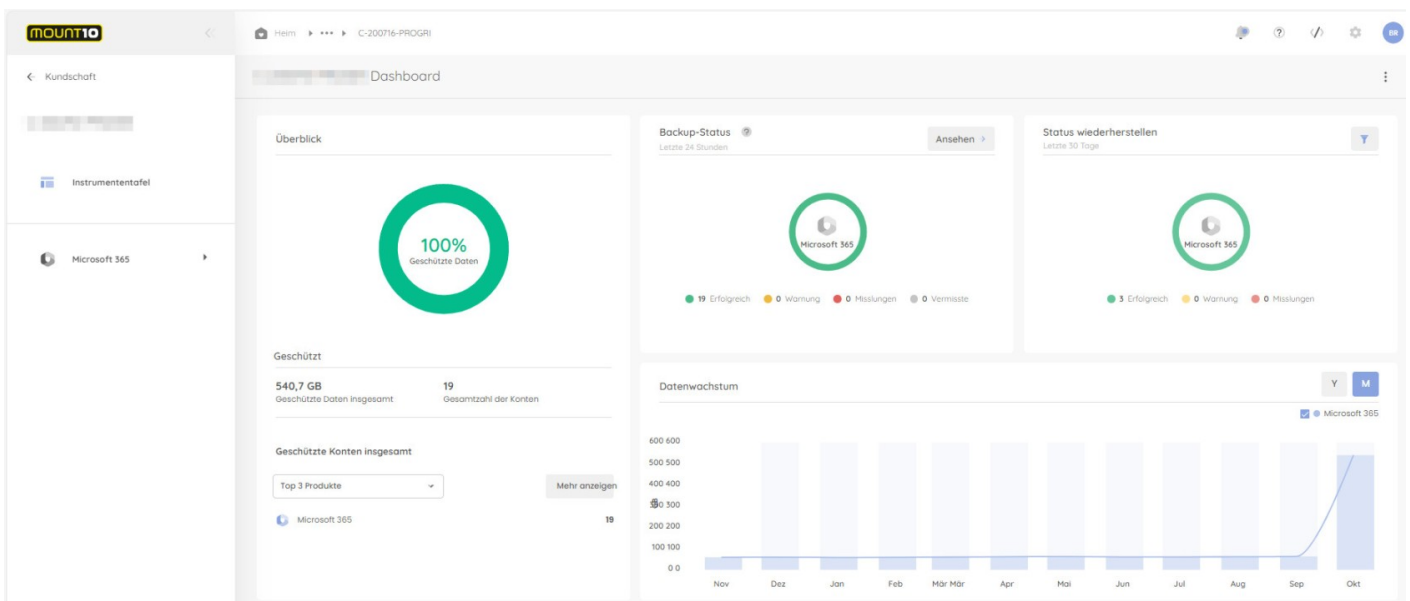 MOUNT10
Heim ••• C-200716-PROGRI
BR
Kundschaft
Dashboard
Instrumententafel
Microsoft 365
Überblick
100%
Geschützte Daten
Geschützt
540,7 GB
Geschützte Daten Insgesamt
19
Gesamtzahl der Konten
Geschützte Konten insgesamt
Top 3 Produkte
Mehr anzeigen
Microsoft 365
19
Backup-Status ?
Letzte 24 Stunden
Ansehen >
Microsoft 365
19 Erfolgreich 0 Warnung 0 Misslungen 0 Vermisste
Status wiederherstellen
Letzte 30 Tage
Microsoft 365
3 Erfolgreich 0 Warnung 0 Misslungen
Datenwachstum
Y M
Microsoft 365
600 600
500 500
400 400
300 300
200 200
100 100
0 0
Nov Dez Jan Feb Mär Mär Apr Mai Jun Jul Aug Sep Okt